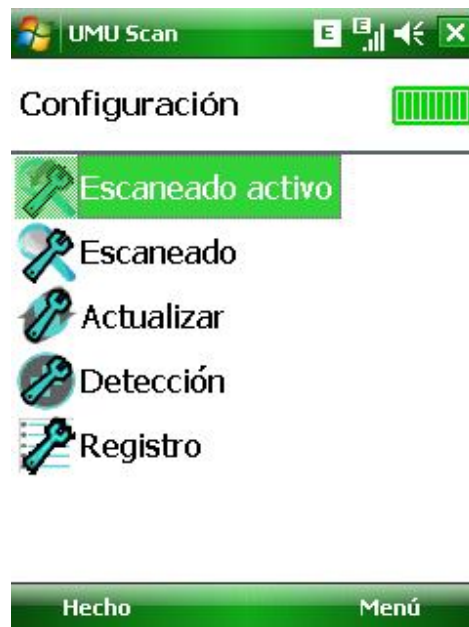 UMU Scan E E
Configuración
Escaneado activo
Escaneado
Actualizar
Detección
Registro
Hecho Menú